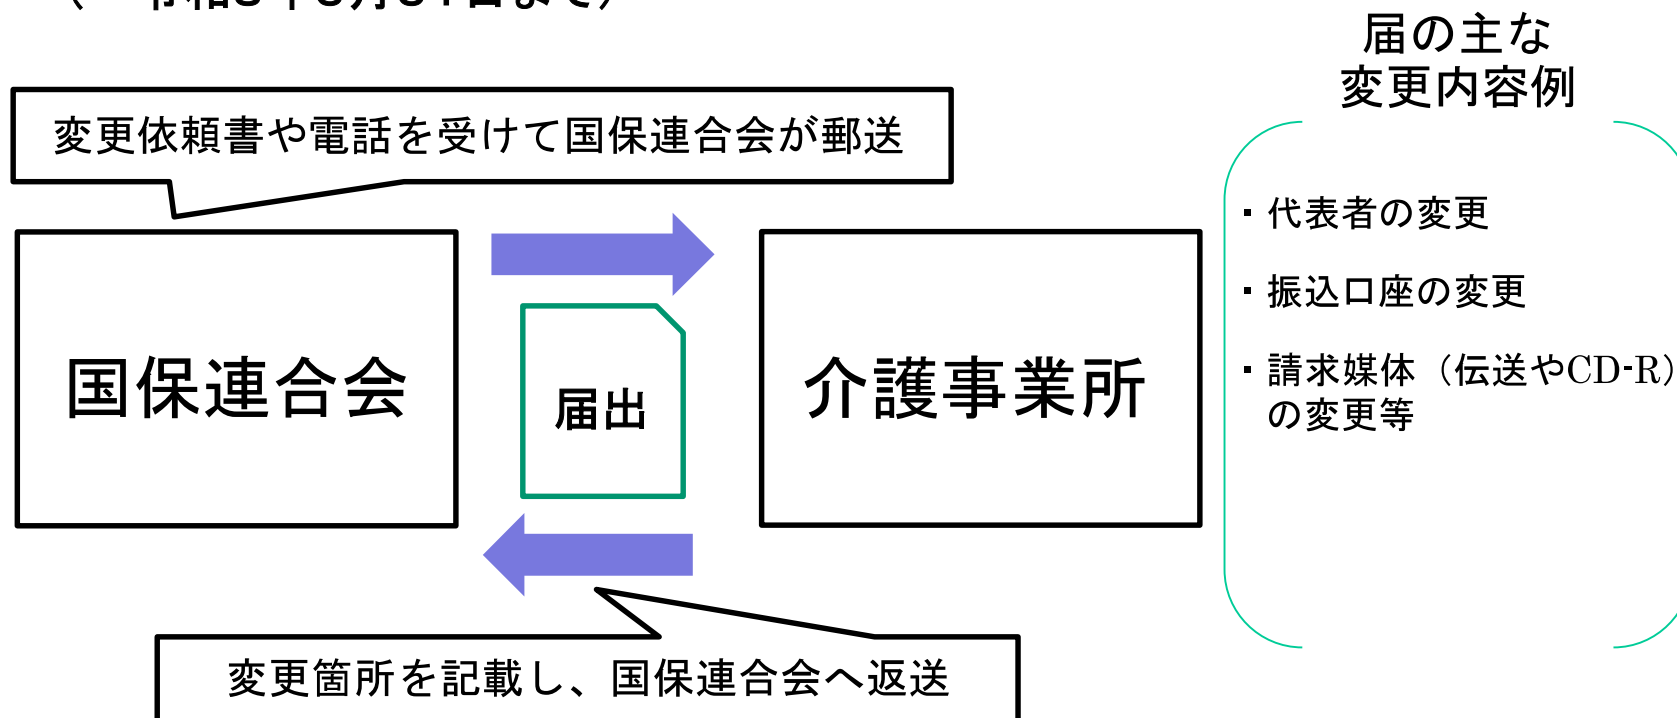 届の主な
変更内容例
変更依頼書や電話を受けて国保連合会が郵送
国保連合会
届出
介護事業所
・代表者の変更
・振込口座の変更
・請求媒体（伝送やCD-R）
の変更等
変更箇所を記載し、国保連合会へ返送